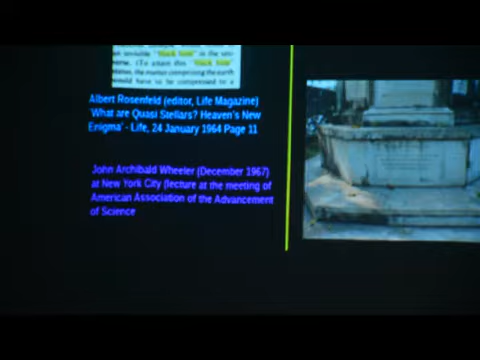 an invisible "black hole" in the uni-
verse. (To attain this "black hole"
status, the matter comprising the earth
would have to be compressed to a
Albert Rosenfeld (editor, Life Magazine)
'What are Quasi Stellars? Heaven's New
Enigma' - Life, 24 January 1964 Page 11
John Archibald Wheeler (December 1967)
at New York City (lecture at the meeting of
American Association of the Advancement
of Science